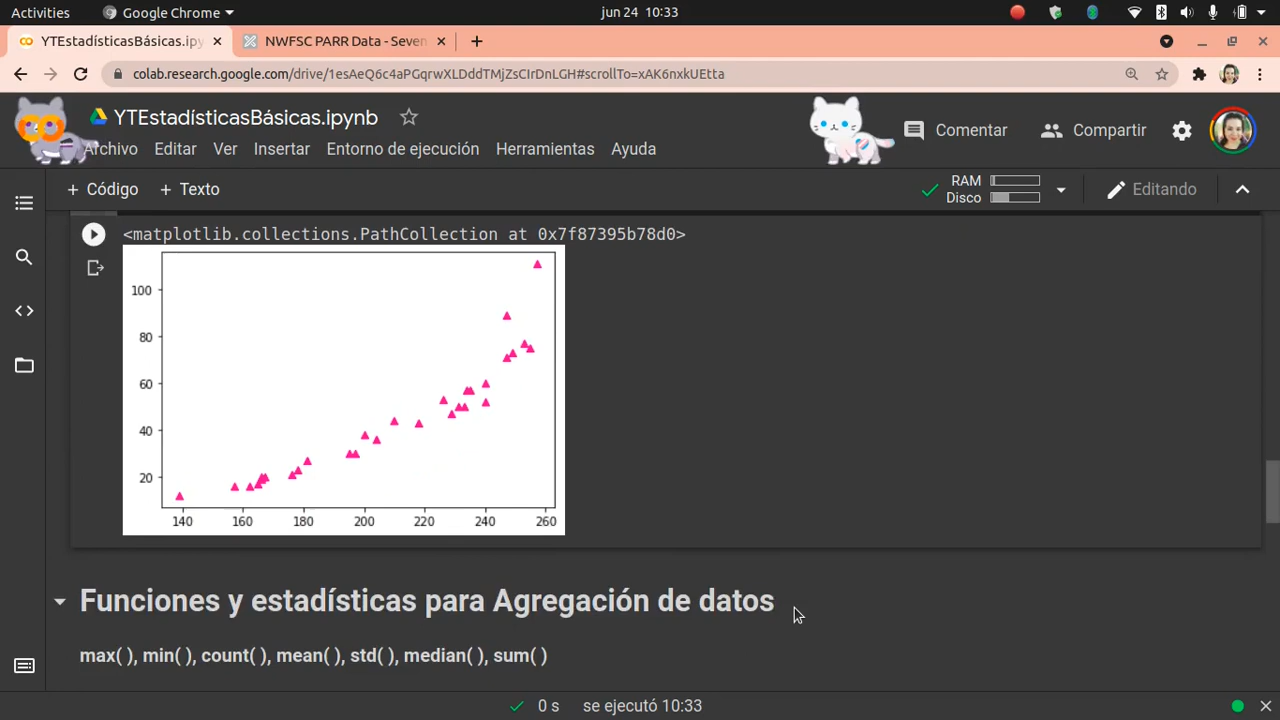 Activities
Google Chrome
jun 24 10:33
YTEstadísticasBásicas.ipy
NWFSC PARR Data - Seven
colab.research.google.com/drive/1esAeQ6c4aPGqrwXLDddTMjZsCIrDnLGH#scrollTo=xAK6nxkUEtta
YTEstadísticasBásicas.ipynb
Comentar
Compartir
Archivo Editar Ver Insertar Entorno de ejecución Herramientas Ayuda
+ Código + Texto
RAM
Disco
Editando
<matplotlib.collections.PathCollection at 0x7f87395b78d0>
100
80
60
40
20
140 160 180 200 220 240 260
Funciones y estadísticas para Agregación de datos
max( ), min( ), count( ), mean( ), std( ), median( ), sum( )
0 s se ejecutó 10:33